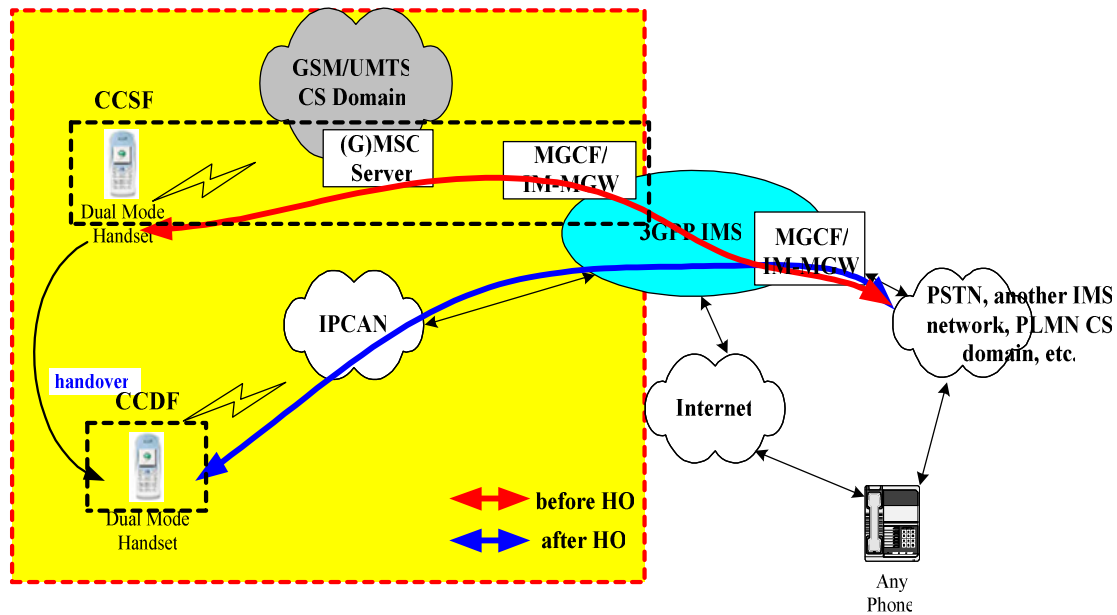 GSM/UMTS
CS Domain
CCSF
(G)MSC
Server
MGCF/
IM-MGW
Dual Mode
Handset
3GPP IMS
MGCF/
IM-MGW
PSTN, another IMS
network, PLMN CS
domain, etc.
IPCAN
handover
CCDF
Internet
Dual Mode
Handset
before HO
after HO
Any
Phone